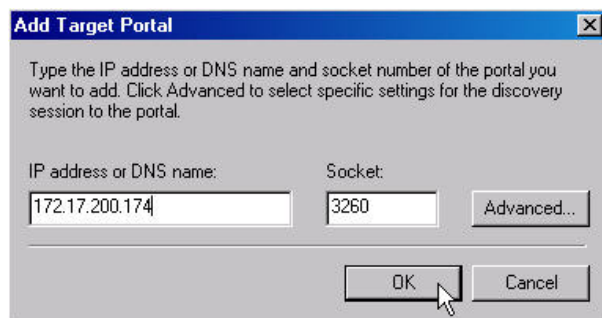 Add Target Portal
Type the IP address or DNS name and socket number of the portal you
want to add. Click Advanced to select specific settings for the discovery
session to the portal.
IP address or DNS name:
Socket:
172.17.200.174
3260
Advanced...
OK
Cancel